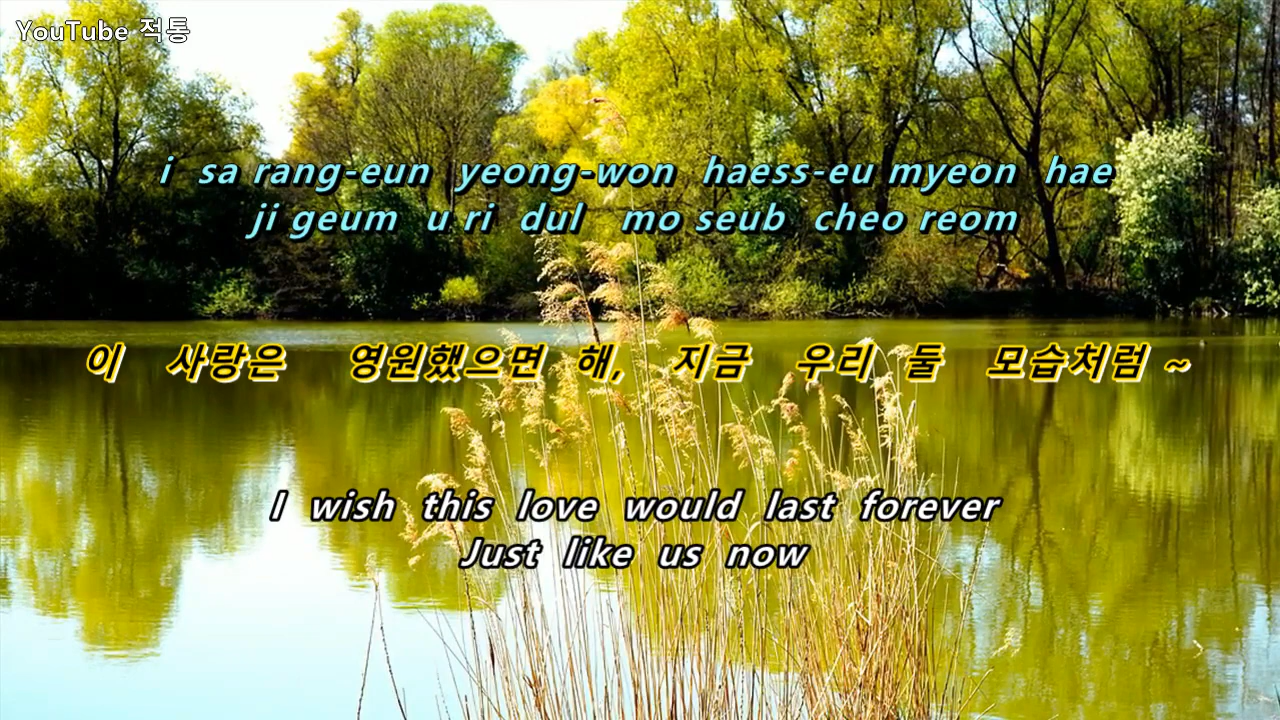 YouTube 적통
i sa rang-eun yeong-won haess-eu myeon hae
ji geum u ri dul mo seub cheo reom
이 사랑은 영원했으면 해, 지금 우리 둘 모습처럼 ~
I wish this love would last forever
Just like us now